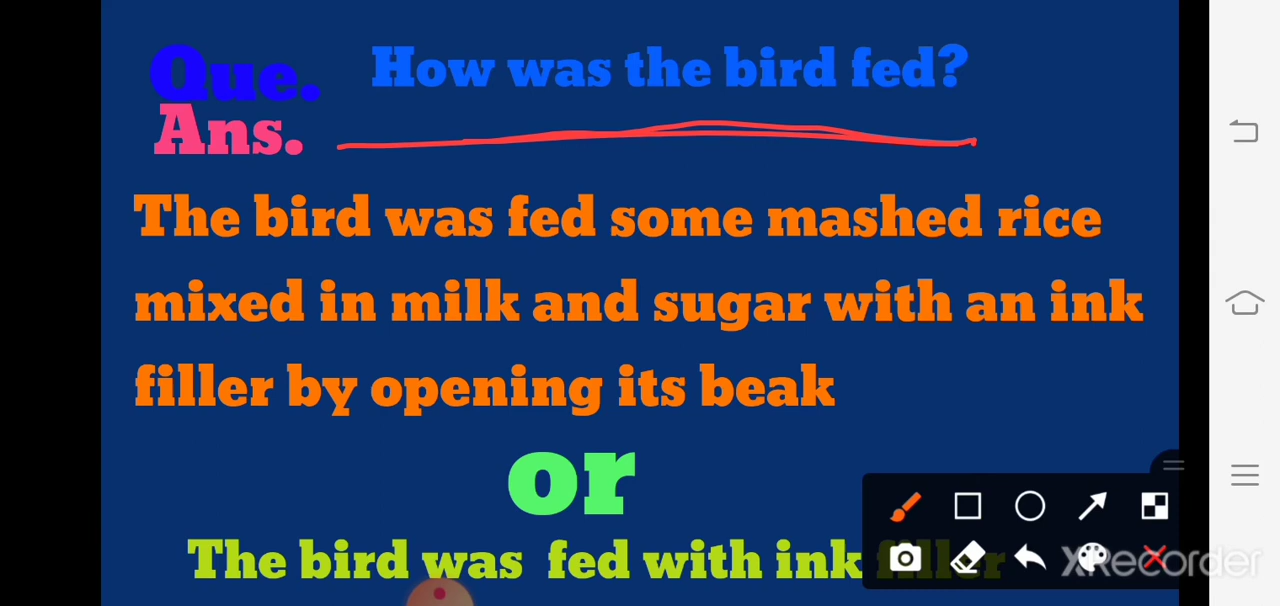 Que. How was the bird fed?
Ans.
The bird was fed some mashed rice
mixed in milk and sugar with an ink
filler by opening its beak
or
The bird was fed with ink filler
XRecorder